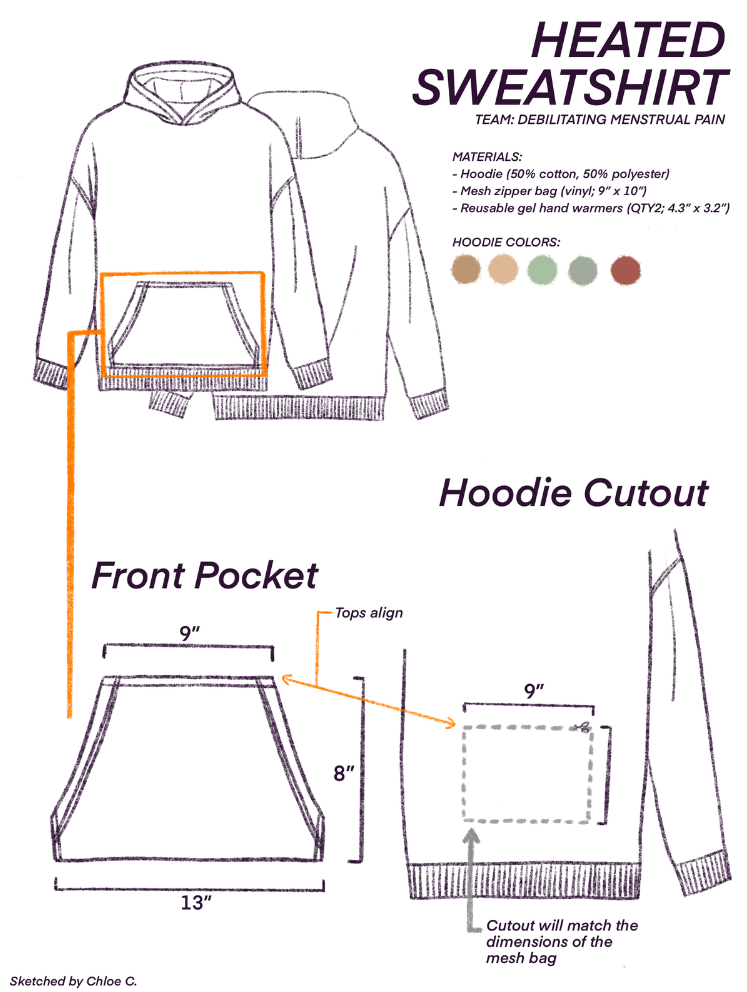 HEATED
SWEATSHIRT
TEAM: DEBILITATING MENSTRUAL PAIN
MATERIALS:
- Hoodie (50% cotton, 50% polyester)
- Mesh zipper bag (vinyl; 9” x 10”)
- Reusable gel hand warmers (QTY2; 4.3” x 3.2”)
HOODIE COLORS:
Hoodie Cutout
Front Pocket
Tops align
9”
9”
8”
13”
Cutout will match the
dimensions of the
mesh bag
Sketched by Chloe C.